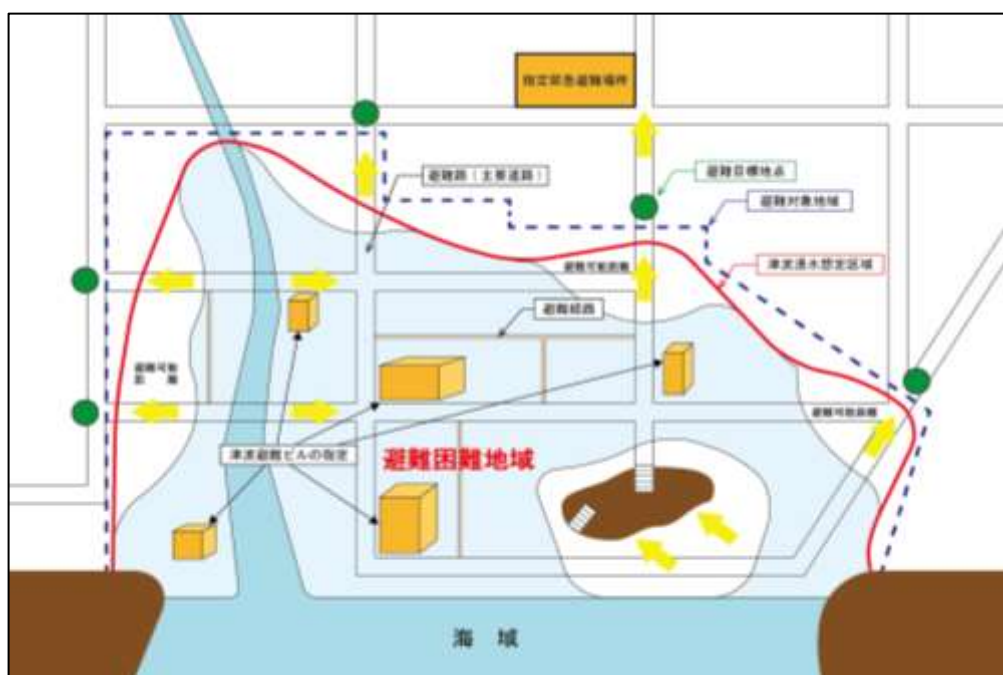 指定緊急避難場所
避難路（主要道路）
避難目標地点
避難対象地域
避難可能距離
津波浸水想定区域
避難経路
避難可能
距離
避難可能距離
津波避難ビルの指定
避難困難地域
海域